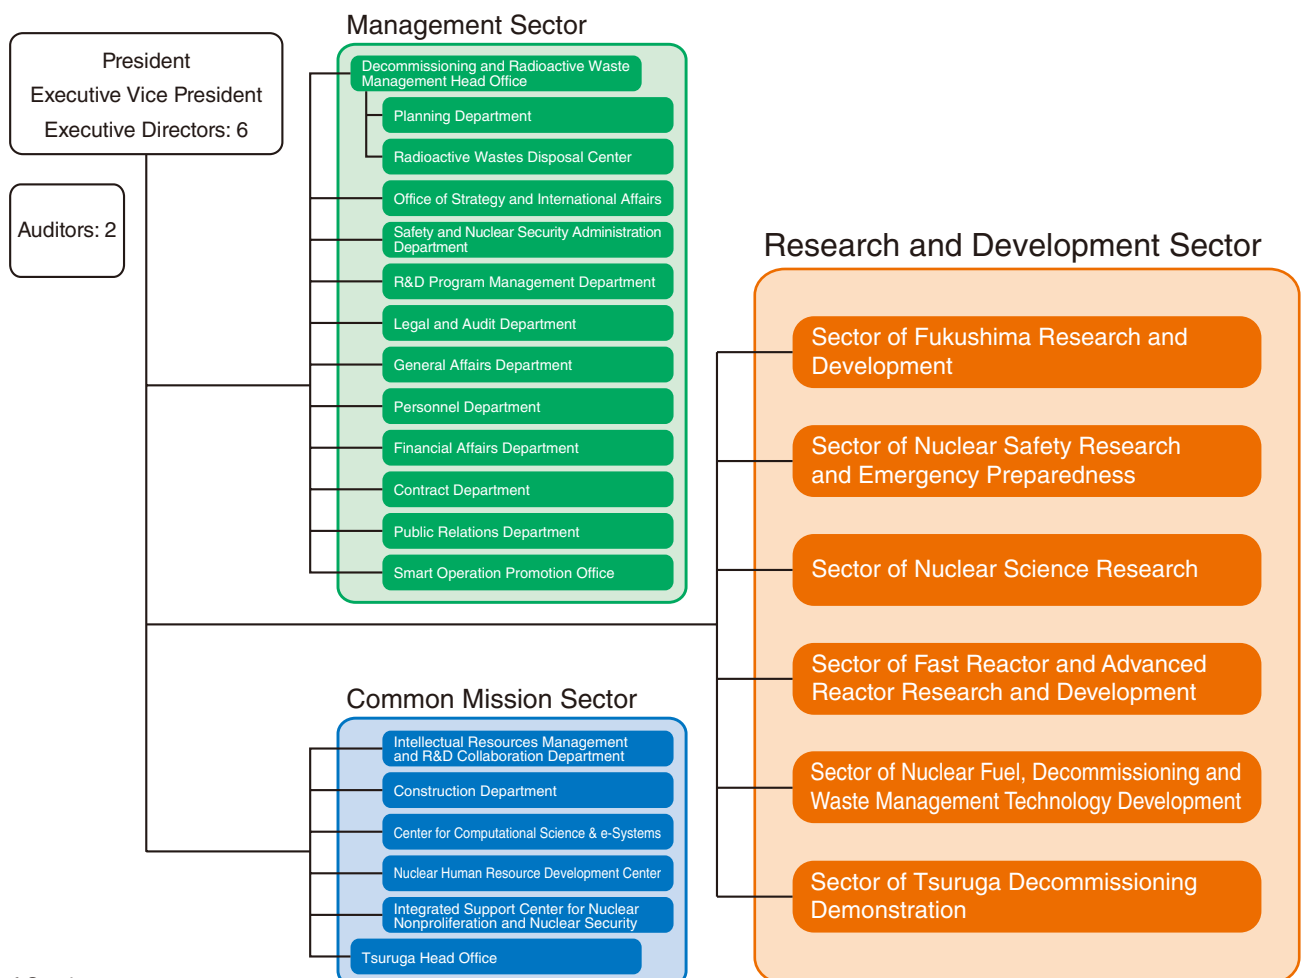 President
Executive Vice President
Executive Directors: 6
Auditors: 2
Management Sector
Decommissioning and Radioactive Waste
Management Head Office
Planning Department
Radioactive Wastes Disposal Center
Office of Strategy and International Affairs
Safety and Nuclear Security Administration
Department
R&D Program Management Department
Legal and Audit Department
General Affairs Department
Personnel Department
Financial Affairs Department
Contract Department
Public Relations Department
Smart Operation Promotion Office
Common Mission Sector
Intellectual Resources Management
and R&D Collaboration Department
Construction Department
Center for Computational Science & e-Systems
Nuclear Human Resource Development Center
Integrated Support Center for Nuclear
Nonproliferation and Nuclear Security
Tsuruga Head Office
Research and Development Sector
Sector of Fukushima Research and
Development
Sector of Nuclear Safety Research
and Emergency Preparedness
Sector of Nuclear Science Research
Sector of Fast Reactor and Advanced
Reactor Research and Development
Sector of Nuclear Fuel, Decommissioning and
Waste Management Technology Development
Sector of Tsuruga Decommissioning
Demonstration